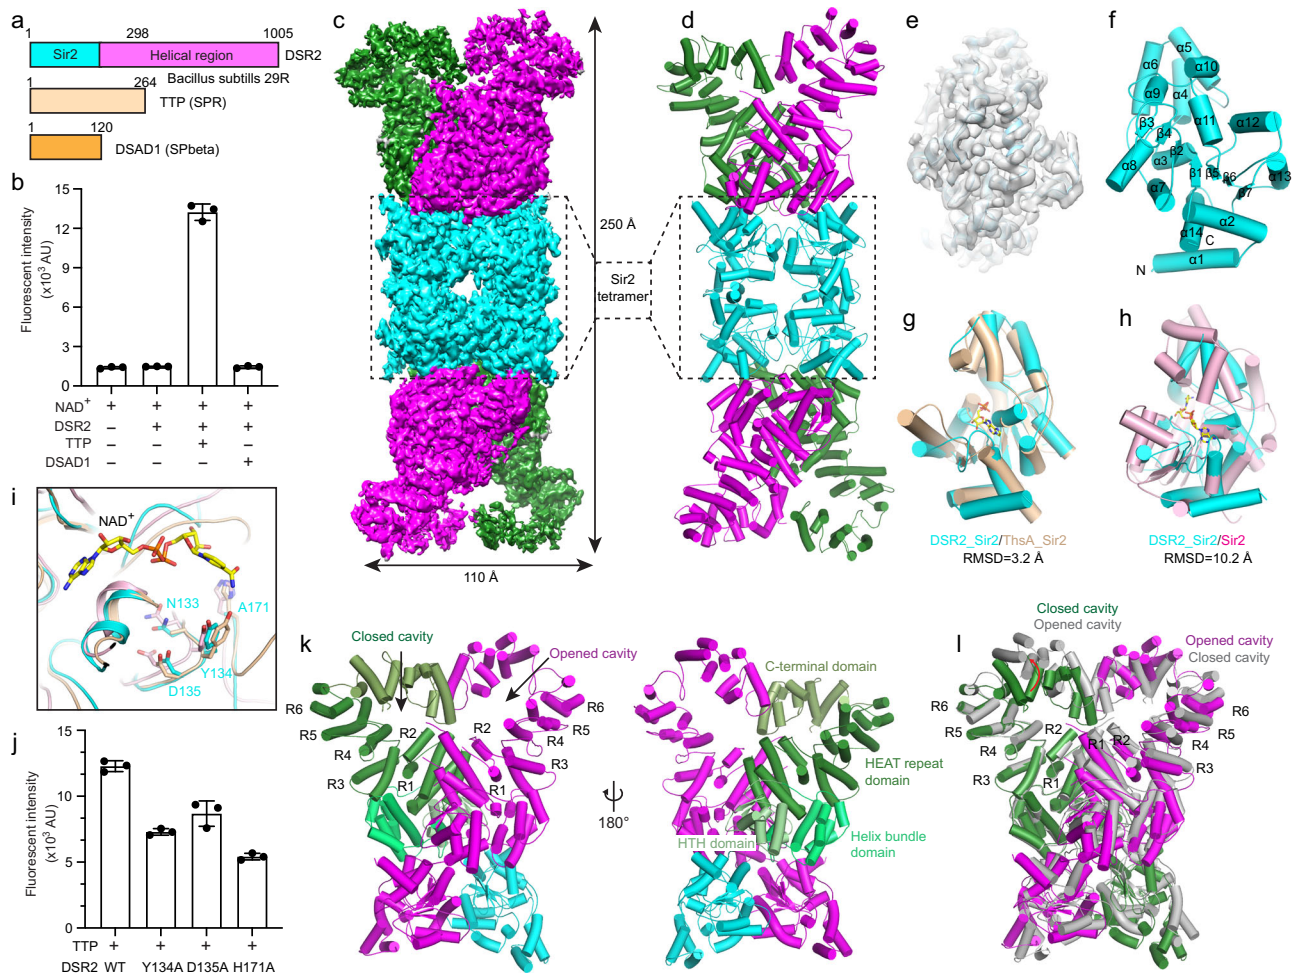 a
1 298 1005
Sir2 Helical region DSR2
Bacillus subtills 29R
1 264
TTP (SPR)
1 120
DSAD1 (SPbeta)
b
Fluorescent intensity
(x10³ AU)
15
12
9
6
3
0
NAD⁺ + + + +
DSR2 − + + +
TTP − − + −
DSAD1 − − − +
c
250 Å
Sir2
tetramer
110 Å
d
e
f
α5
α6
α10
α9 α4
α11
α12
β3
β4
β2
α8 α3
β1 β5 β6 α13
α7 β7
α2
α14
C
α1
N
g
DSR2_Sir2/ThsA_Sir2
RMSD=3.2 Å
h
DSR2_Sir2/Sir2
RMSD=10.2 Å
i
NAD⁺
N133
A171
Y134
D135
j
Fluorescent intensity
(x10³ AU)
15
10
5
0
TTP + + + +
DSR2 WT Y134A D135A H171A
k
Closed cavity
Opened cavity
R6 R6
R5 R2 R2 R5
R4 R4
R3 R3
R1 R1
180°
C-terminal domain
HEAT repeat
domain
HTH domain
Helix bundle
domain
l
Closed cavity
Opened cavity
Opened cavity
Closed cavity
R6 R6
R5 R2 R1 R2 R5
R4 R4
R3 R1 R3